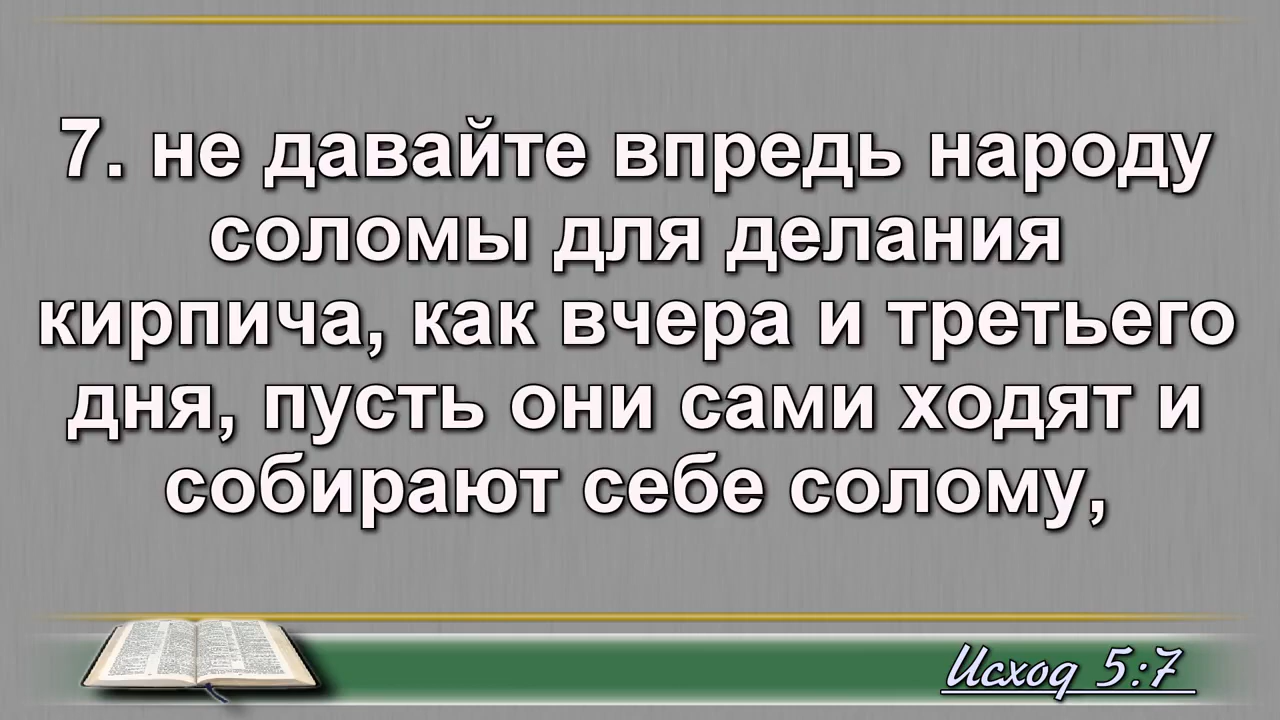 7. не давайте впредь народу
соломы для делания
кирпича, как вчера и третьего
дня, пусть они сами ходят и
собирают себе солому,
Исход 5:7